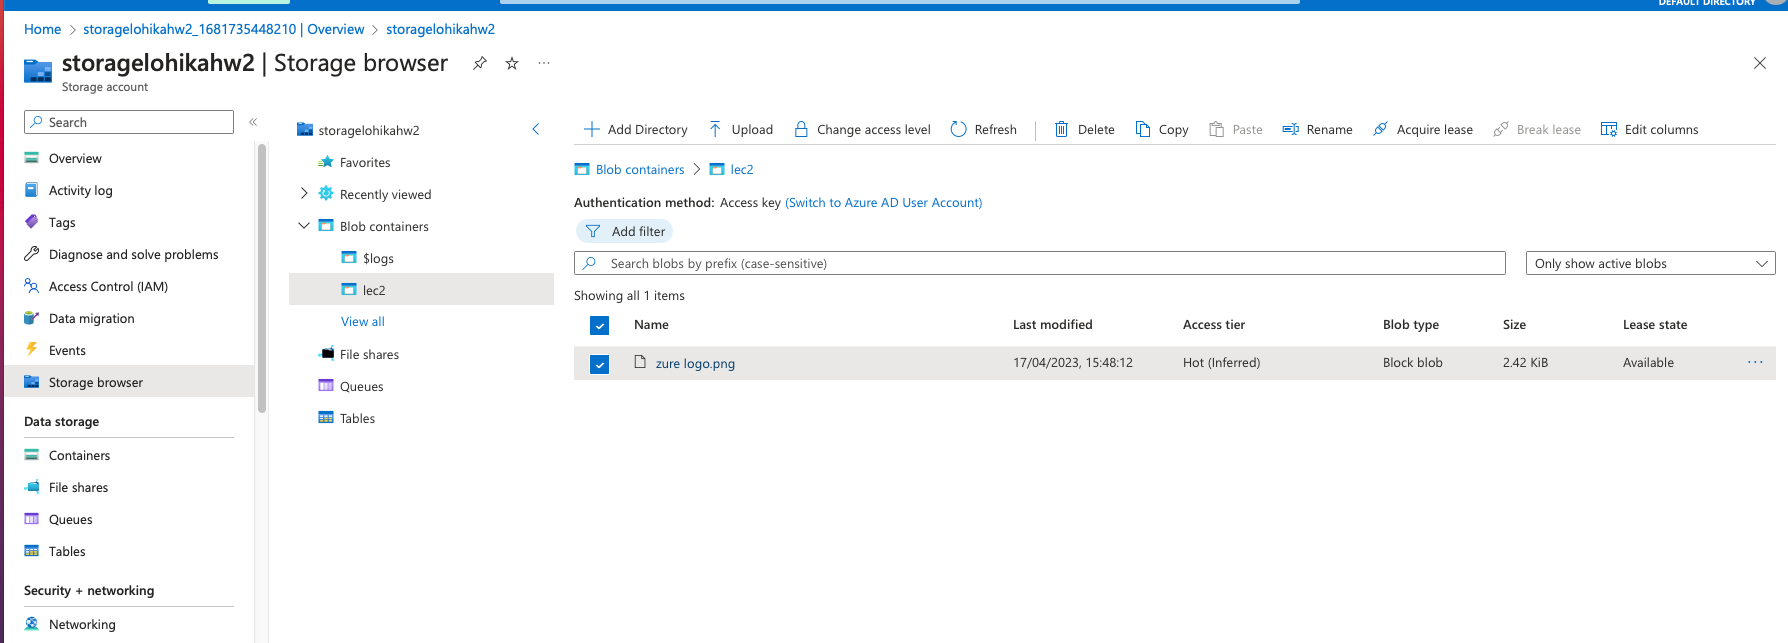 DEFAULT DIRECTORY
Home > storagelohikahw2_1681735448210 | Overview > storagelohikahw2
storagelohikahw2 | Storage browser
Storage account
Search
Overview
Activity log
Tags
Diagnose and solve problems
Access Control (IAM)
Data migration
Events
Storage browser
Data storage
Containers
File shares
Queues
Tables
Security + networking
Networking
storagelohikahw2
Favorites
Recently viewed
Blob containers
$logs
lec2
View all
File shares
Queues
Tables
Add Directory Upload Change access level Refresh Delete Copy Paste Rename Acquire lease Break lease Edit columns
Blob containers > lec2
Authentication method: Access key (Switch to Azure AD User Account)
Add filter
Search blobs by prefix (case-sensitive) Only show active blobs
Showing all 1 items
Name Last modified Access tier Blob type Size Lease state
zure logo.png 17/04/2023, 15:48:12 Hot (Inferred) Block blob 2.42 KiB Available